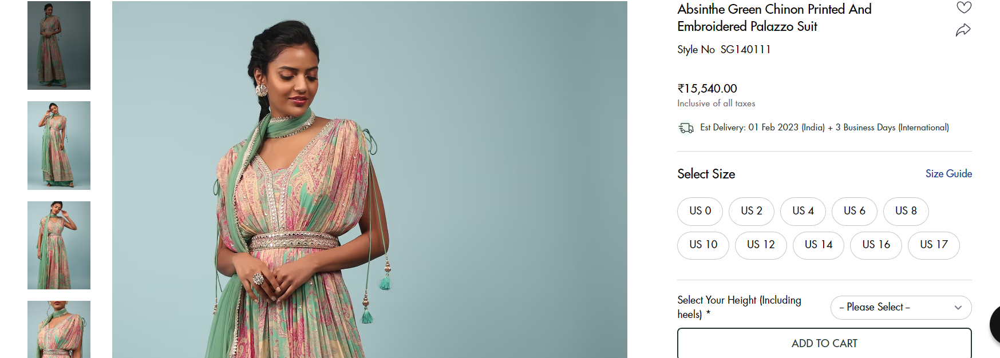 Absinthe Green Chinon Printed And
Embroidered Palazzo Suit
Style No SG140111
₹15,540.00
Inclusive of all taxes
Est Delivery: 01 Feb 2023 (India) + 3 Business Days (International)
Select Size
Size Guide
US 0
US 2
US 4
US 6
US 8
US 10
US 12
US 14
US 16
US 17
Select Your Height (Including
heels) *
– Please Select –
ADD TO CART